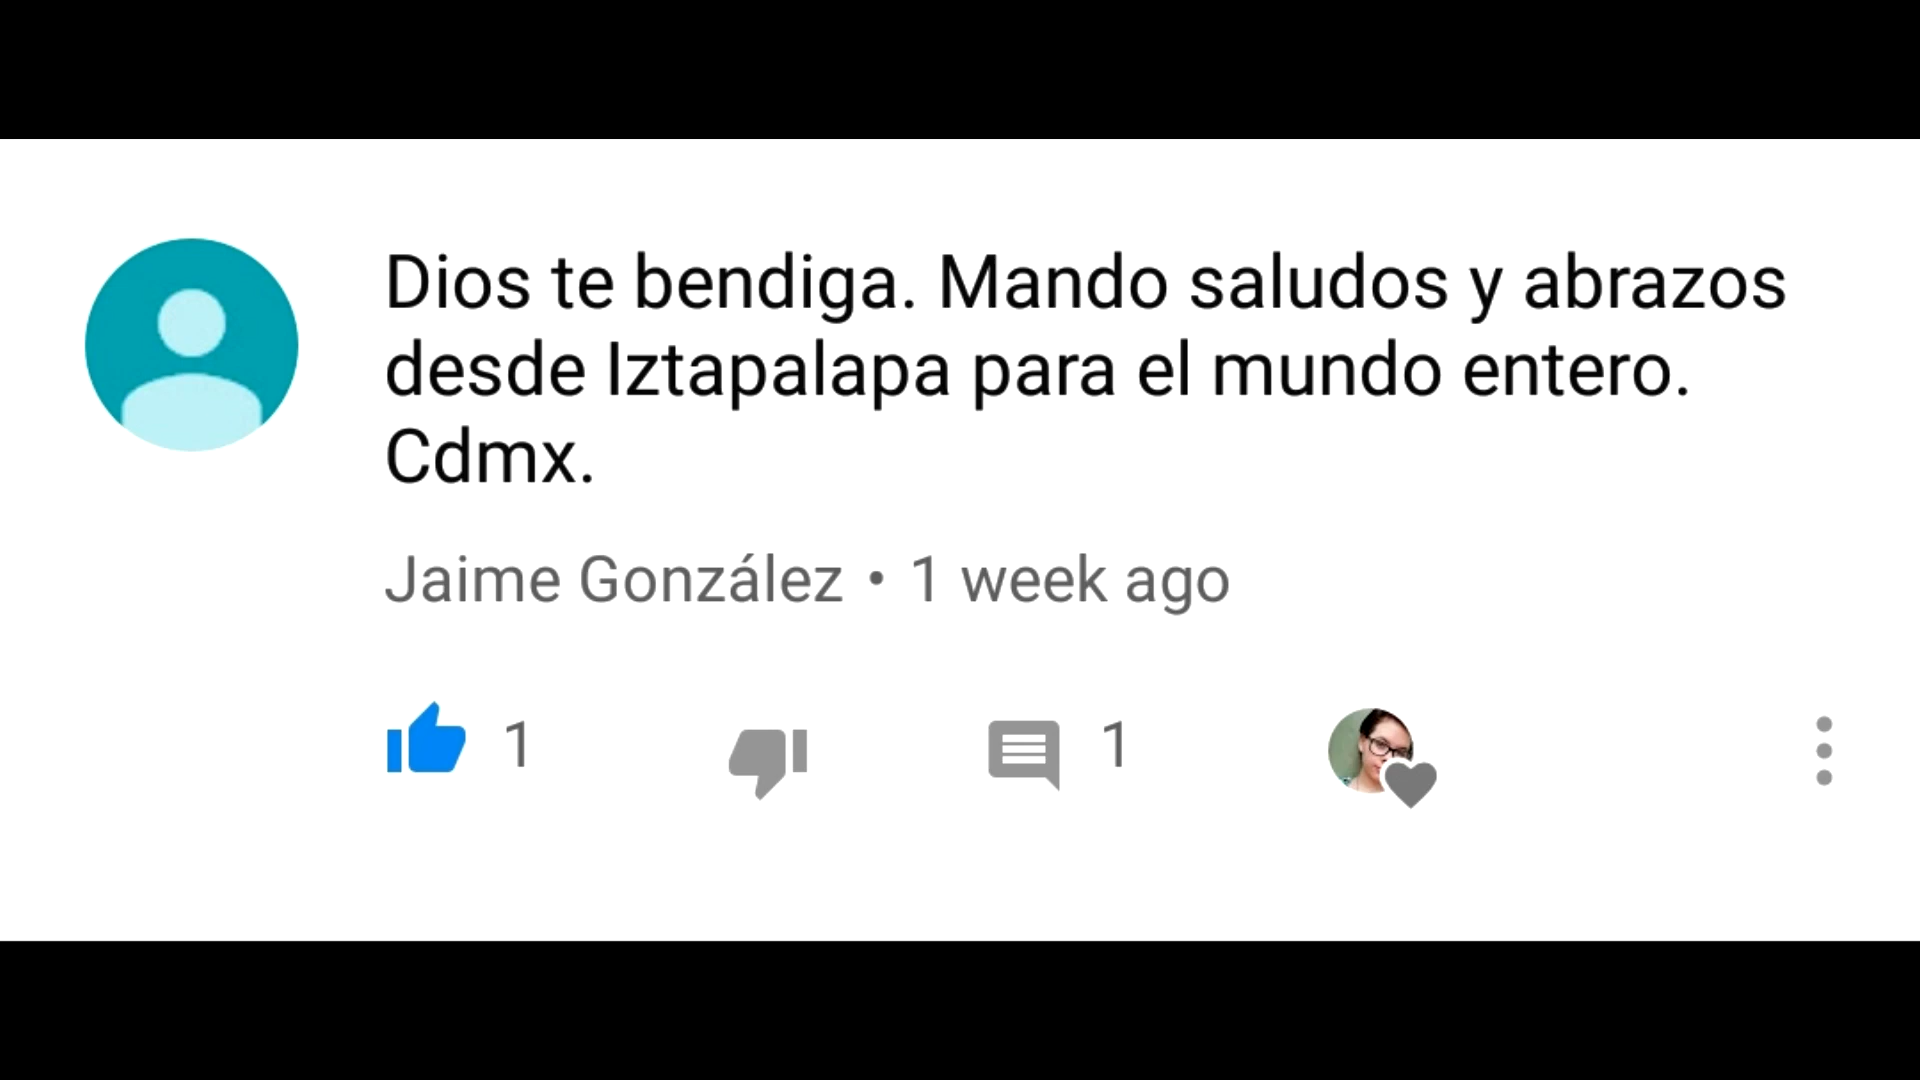 Dios te bendiga. Mando saludos y abrazos
desde Iztapalapa para el mundo entero.
Cdmx.
Jaime González • 1 week ago
1 1